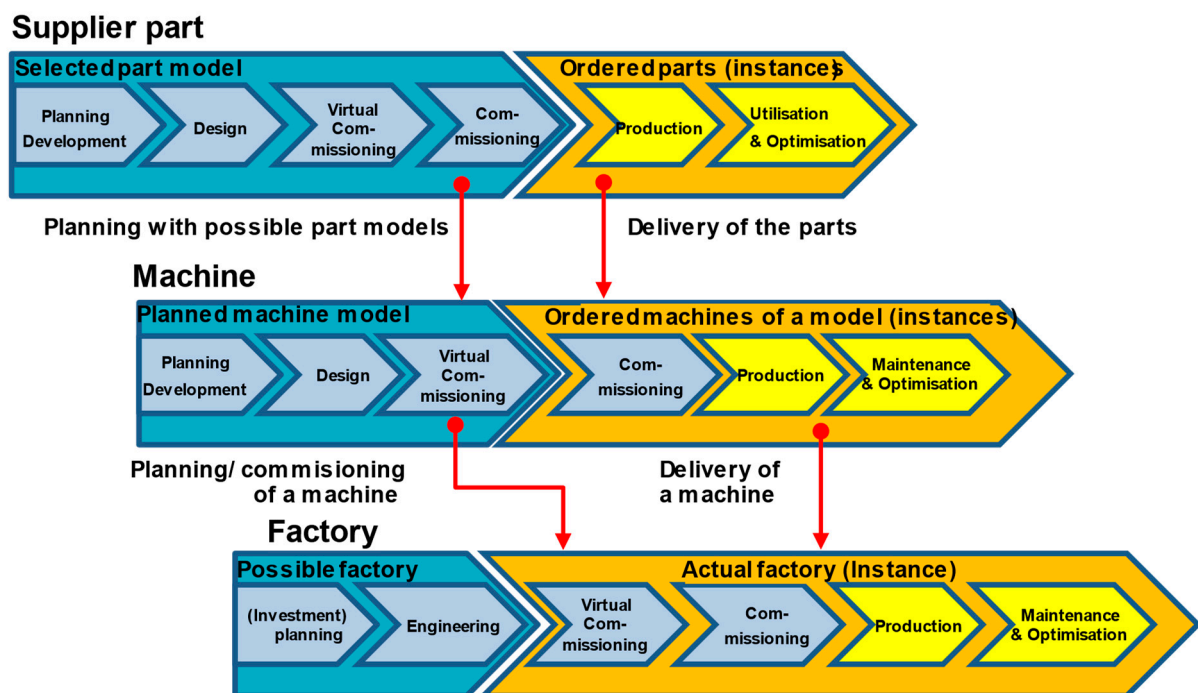 Supplier part
Selected part model
Ordered parts (instances
Planning
Development
Design
Virtual
Com-
missioning
Com-
missioning
Production
Utilisation
& Optimisation
Planning with possible part models
Delivery of the parts
Machine
Planned machine model
Ordered machines of a model (instances)
Planning
Development
Design
Virtual
Com-
missioning
Com-
missioning
Production
Maintenance
& Optimisation
Planning/ commisioning
of a machine
Delivery of
a machine
Factory
Possible factory
Actual factory (Instance)
(Investment)
planning
Engineering
Virtual
Com-
missioning
Com-
missioning
Production
Maintenance
& Optimisation